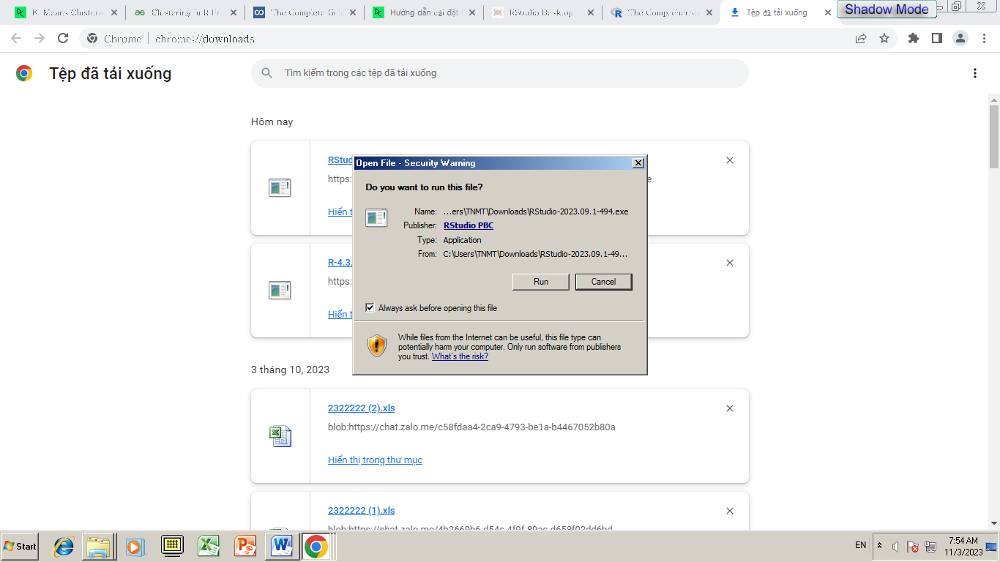 K-Means Clusterin
Clustering in R Pro
The Complete Gui
Hướng dẫn cài đặt
RStudio Desktop
The Comprehensi
Tệp đã tải xuống
Shadow Mode
Chrome | chrome://downloads
Tệp đã tải xuống
Tìm kiếm trong các tệp đã tải xuống
Hôm nay
RStud
https:
e
Hiển t
R-4.3.
https:
Hiển t
Open File - Security Warning
Do you want to run this file?
Name: ...ers\TNMT\Downloads\RStudio-2023.09.1-494.exe
Publisher: RStudio PBC
Type: Application
From: C:\Users\TNMT\Downloads\RStudio-2023.09.1-49...
Run
Cancel
Always ask before opening this file
While files from the Internet can be useful, this file type can
potentially harm your computer. Only run software from publishers
you trust. What's the risk?
3 tháng 10, 2023
2322222 (2).xls
blob:https://chat.zalo.me/c58fdaa4-2ca9-4793-be1a-b4467052b80a
Hiển thị trong thư mục
2322222 (1).xls
blob:https://chat.zalo.me/4b2669b6-d54c-4f9f-89ac-d658f02dd6bd
Start
EN
7:54 AM
11/3/2023